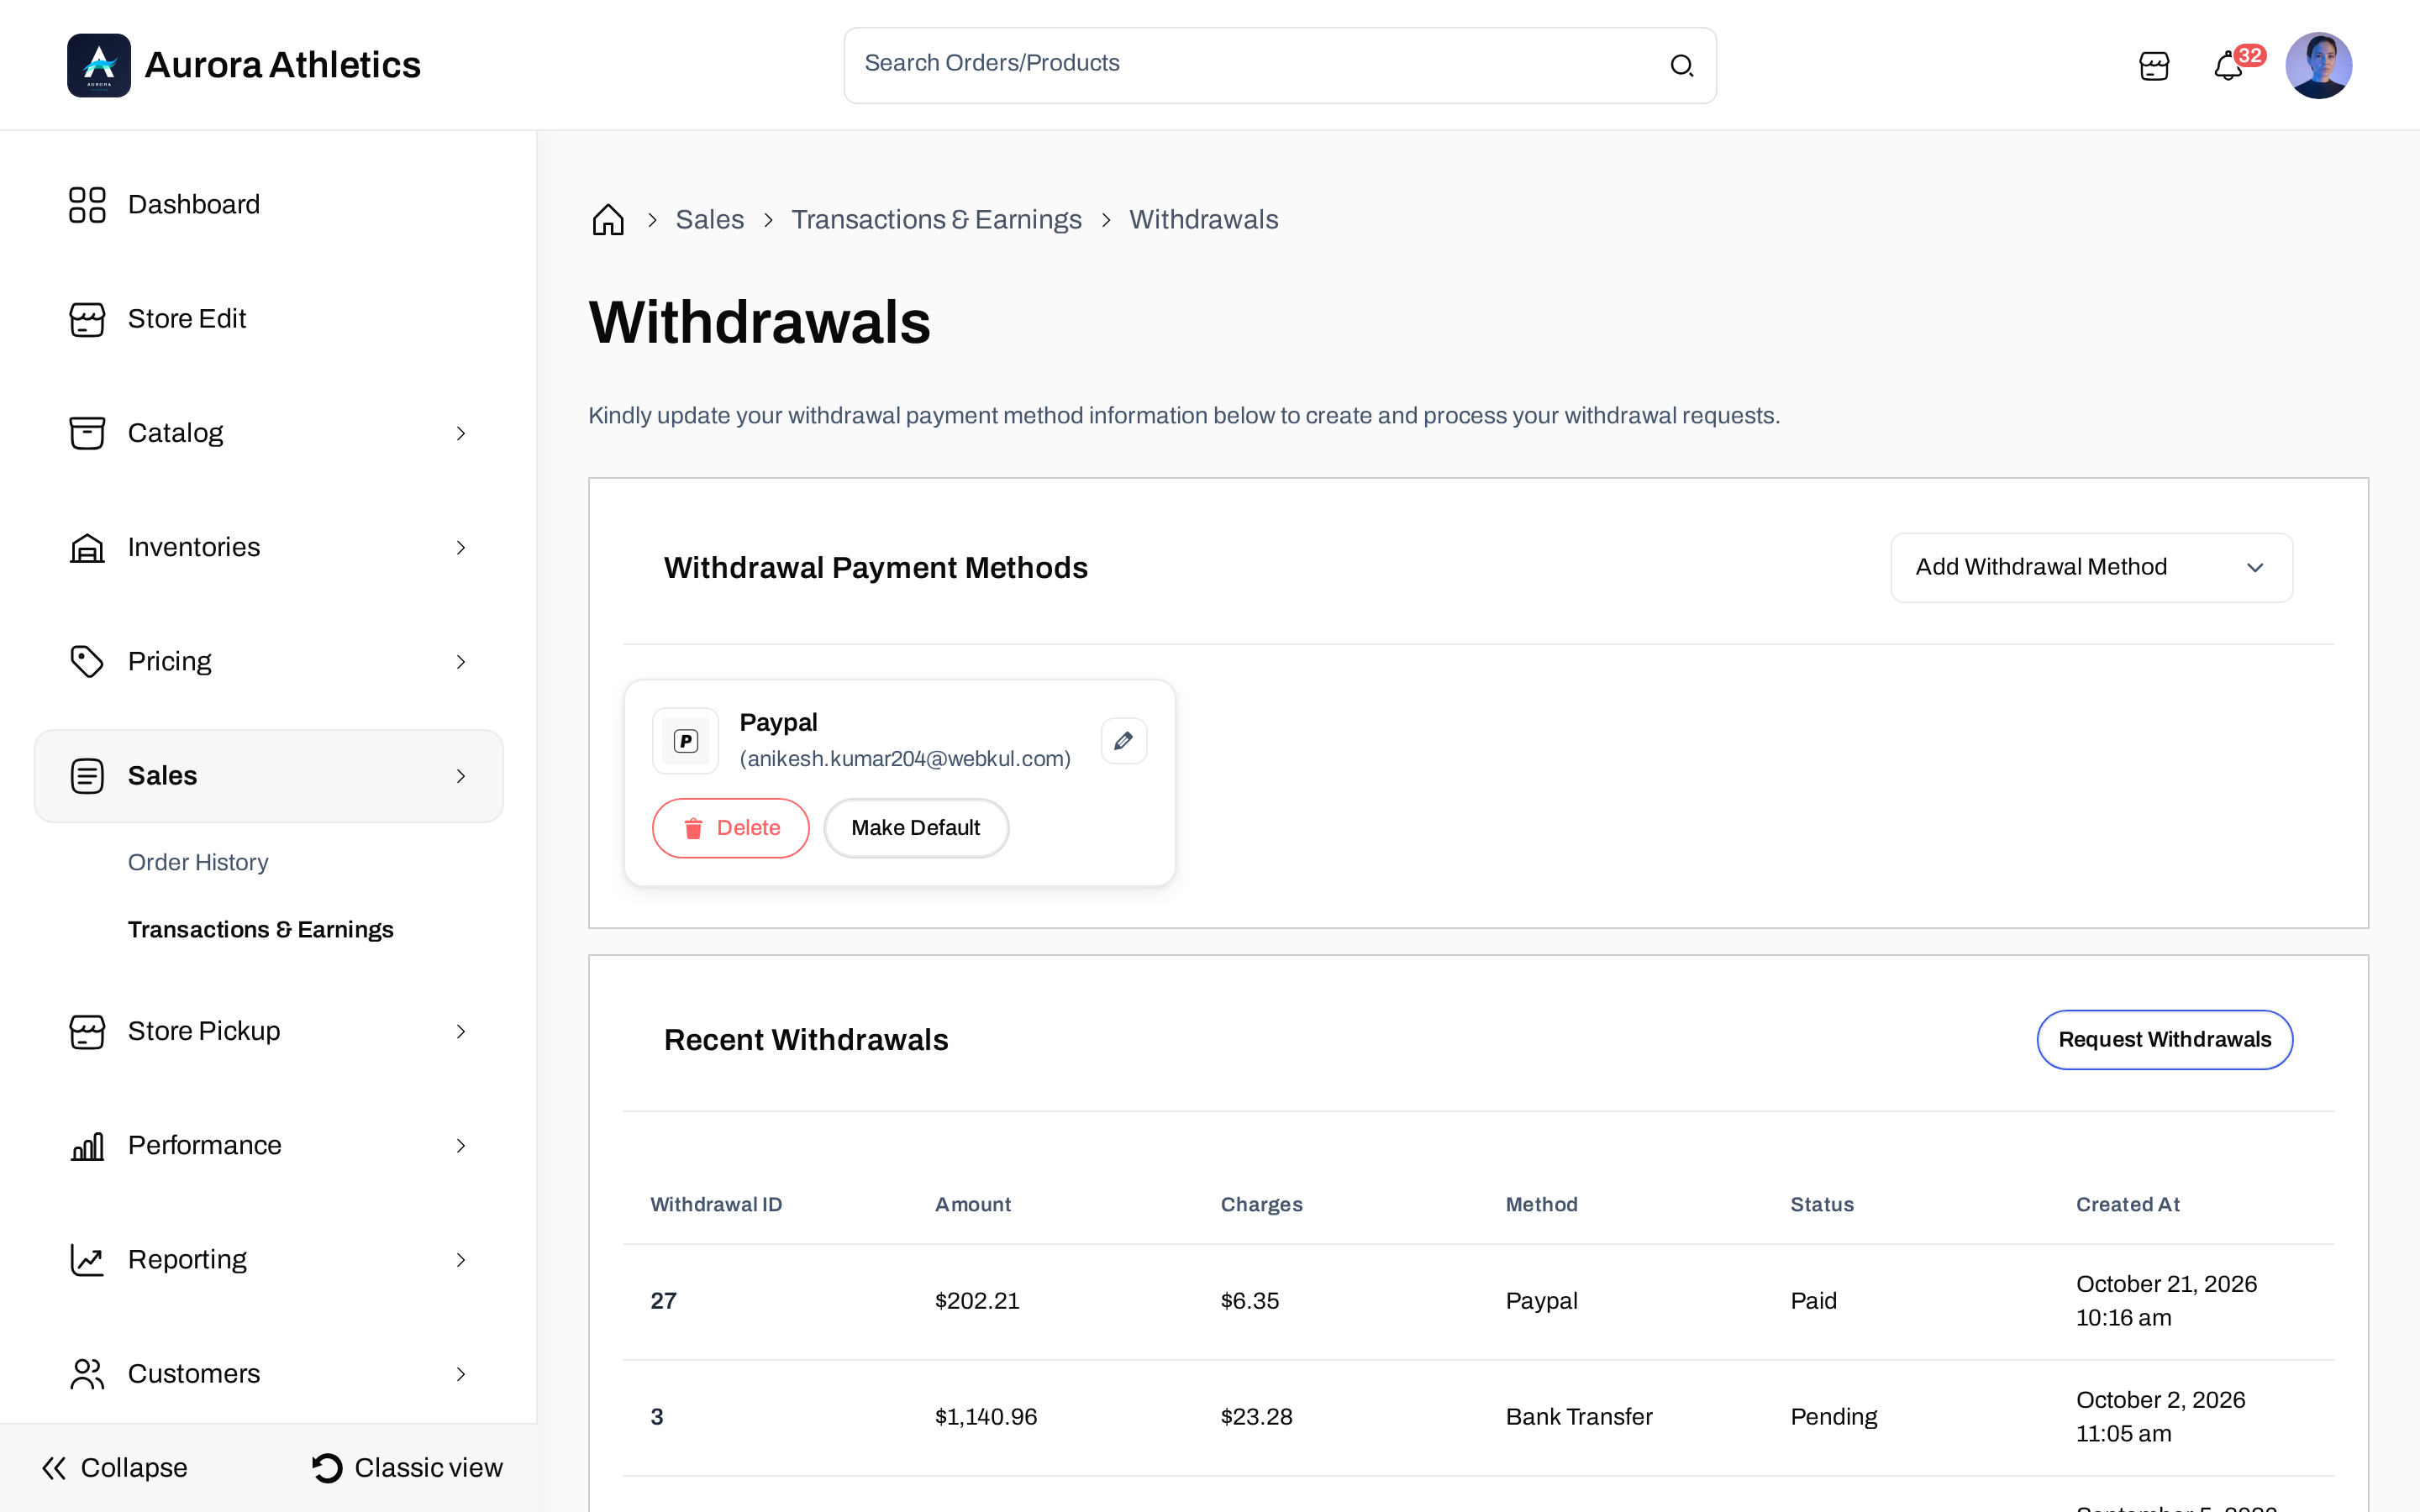 AURORA
Aurora Athletics
Search Orders/Products
32
Dashboard
Store Edit
Catalog
Inventories
Pricing
Sales
Order History
Transactions & Earnings
Store Pickup
Performance
Reporting
Customers
Collapse
Classic view
Sales
Transactions & Earnings
Withdrawals
Withdrawals
Kindly update your withdrawal payment method information below to create and process your withdrawal requests.
Withdrawal Payment Methods
Add Withdrawal Method
P
Paypal
(anikesh.kumar204@webkul.com)
Delete
Make Default
Recent Withdrawals
Request Withdrawals
Withdrawal ID Amount Charges Method Status Created At
27 $202.21 $6.35 Paypal Paid October 21, 2026
10:16 am
3 $1,140.96 $23.28 Bank Transfer Pending October 2, 2026
11:05 am